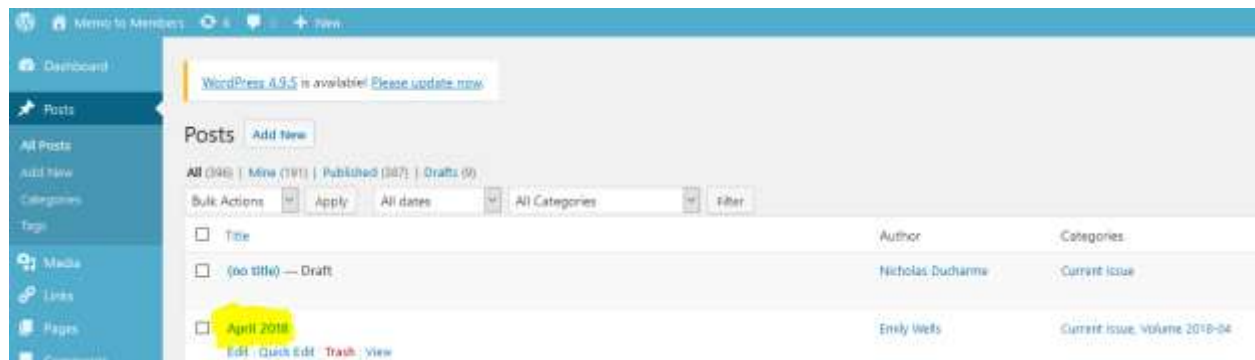 Memo to Members 6 + New
Dashboard
WordPress 4.9.5 is available! Please update now.
Posts
Posts Add New
All Posts
Add New
All (396) | Mine (191) | Published (387) | Drafts (9)
Categories
Bulk Actions Apply All dates All Categories Filter
Tags
Title Author Categories
Media
(no title) — Draft Nicholas Ducharme Current Issue
Links
Pages
April 2018 Emily Wells Current Issue, Volume 2018-04
Edit | Quick Edit | Trash | View